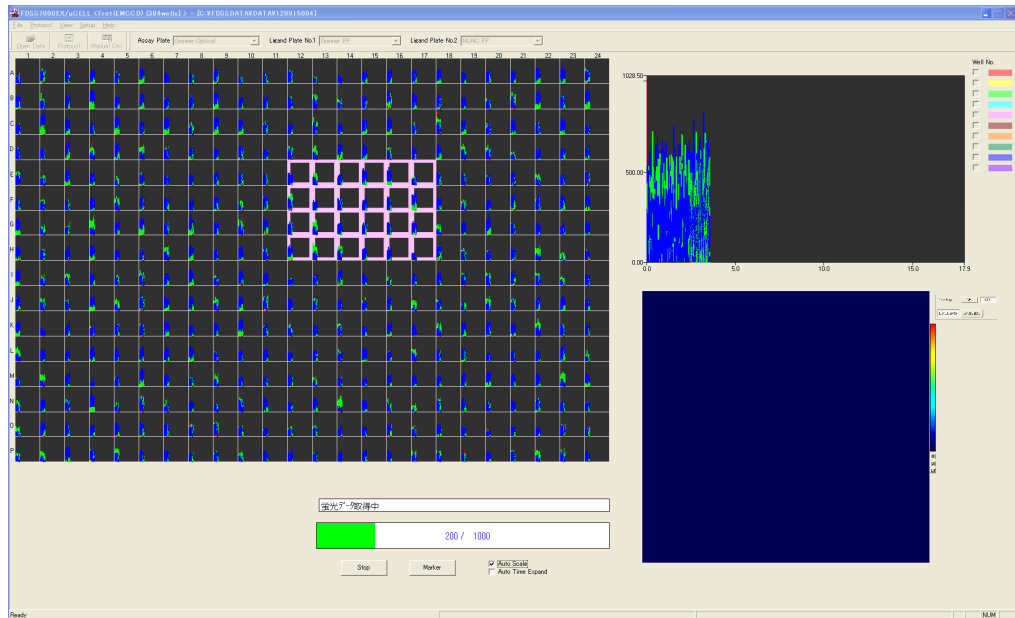 FDSS7000EX/uCELL <Fret(EMCCD) [384wells] > - [C:¥FDSSDATA¥DATA¥120915004]
File Protocol View Setup Help
Open Data Protocol Manual Ctrl Assay Plate Greiner Optical Ligand Plate No.1 Greiner PP Ligand Plate No.2 NUNC PP
1 2 3 4 5 6 7 8 9 10 11 12 13 14 15 16 17 18 19 20 21 22 23 24
A
B
C
D
E
F
G
H
I
J
K
L
M
N
O
P
1028.50
500.00
0.00
0.0 5.0 10.0 15.0 17.9
Well No.
蛍光データ取得中
200 / 1000
Stop Marker
Auto Scale
Auto Time Expand
Ready NUM